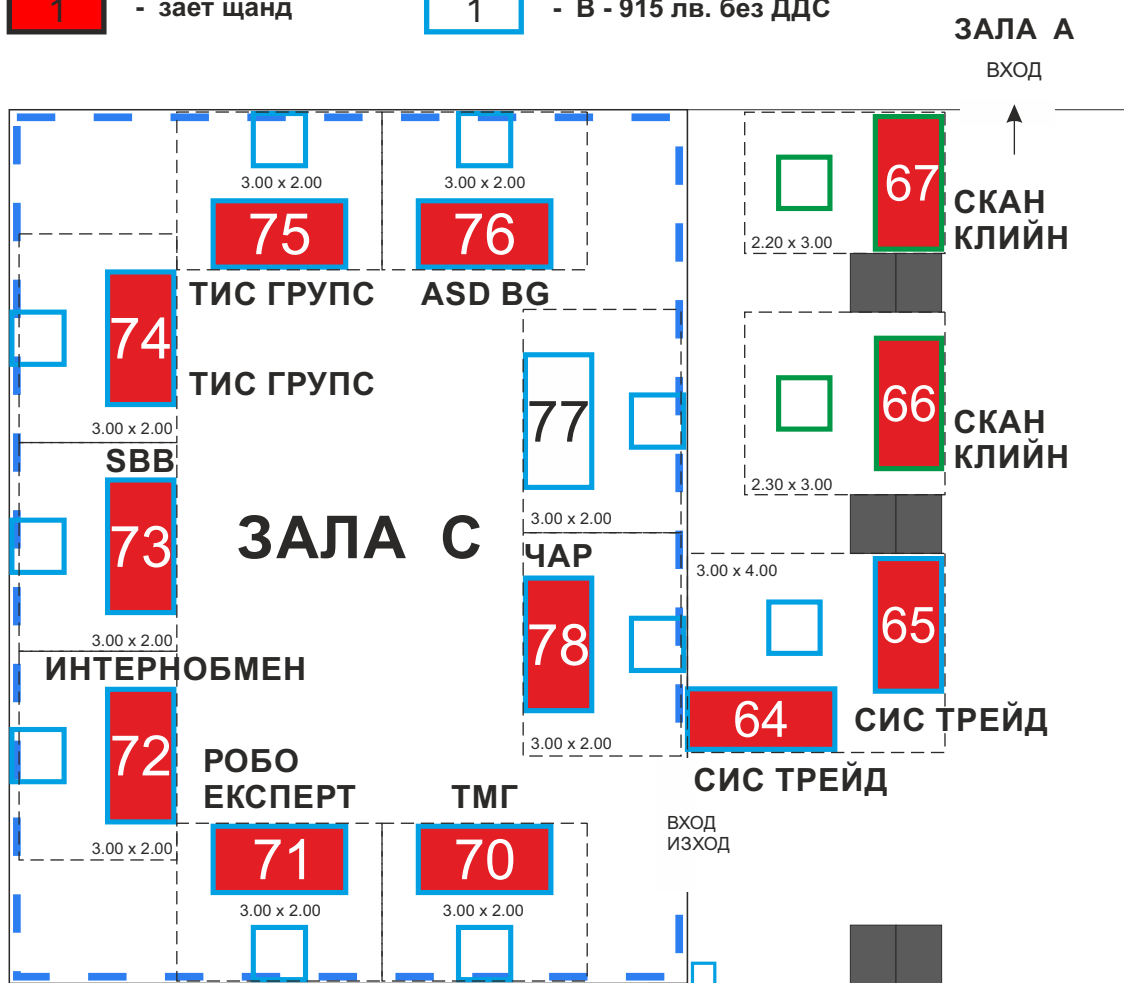 1 - зает щанд
1 - В - 915 лв. без ДДС
ЗАЛА А
ВХОД
3.00 x 2.00
3.00 x 2.00
75
76
ТИС ГРУПС
ASD BG
67
СКАН
КЛИЙН
2.20 x 3.00
74
ТИС ГРУПС
3.00 x 2.00
77
3.00 x 2.00
66
СКАН
КЛИЙН
2.30 x 3.00
SBB
73
3.00 x 2.00
ЗАЛА С
ЧАР
78
3.00 x 2.00
3.00 x 4.00
65
64
СИС ТРЕЙД
СИС ТРЕЙД
ИНТЕРНОБМЕН
72
3.00 x 2.00
РОБО
ЕКСПЕРТ
71
3.00 x 2.00
ТМГ
70
3.00 x 2.00
ВХОД
ИЗХОД